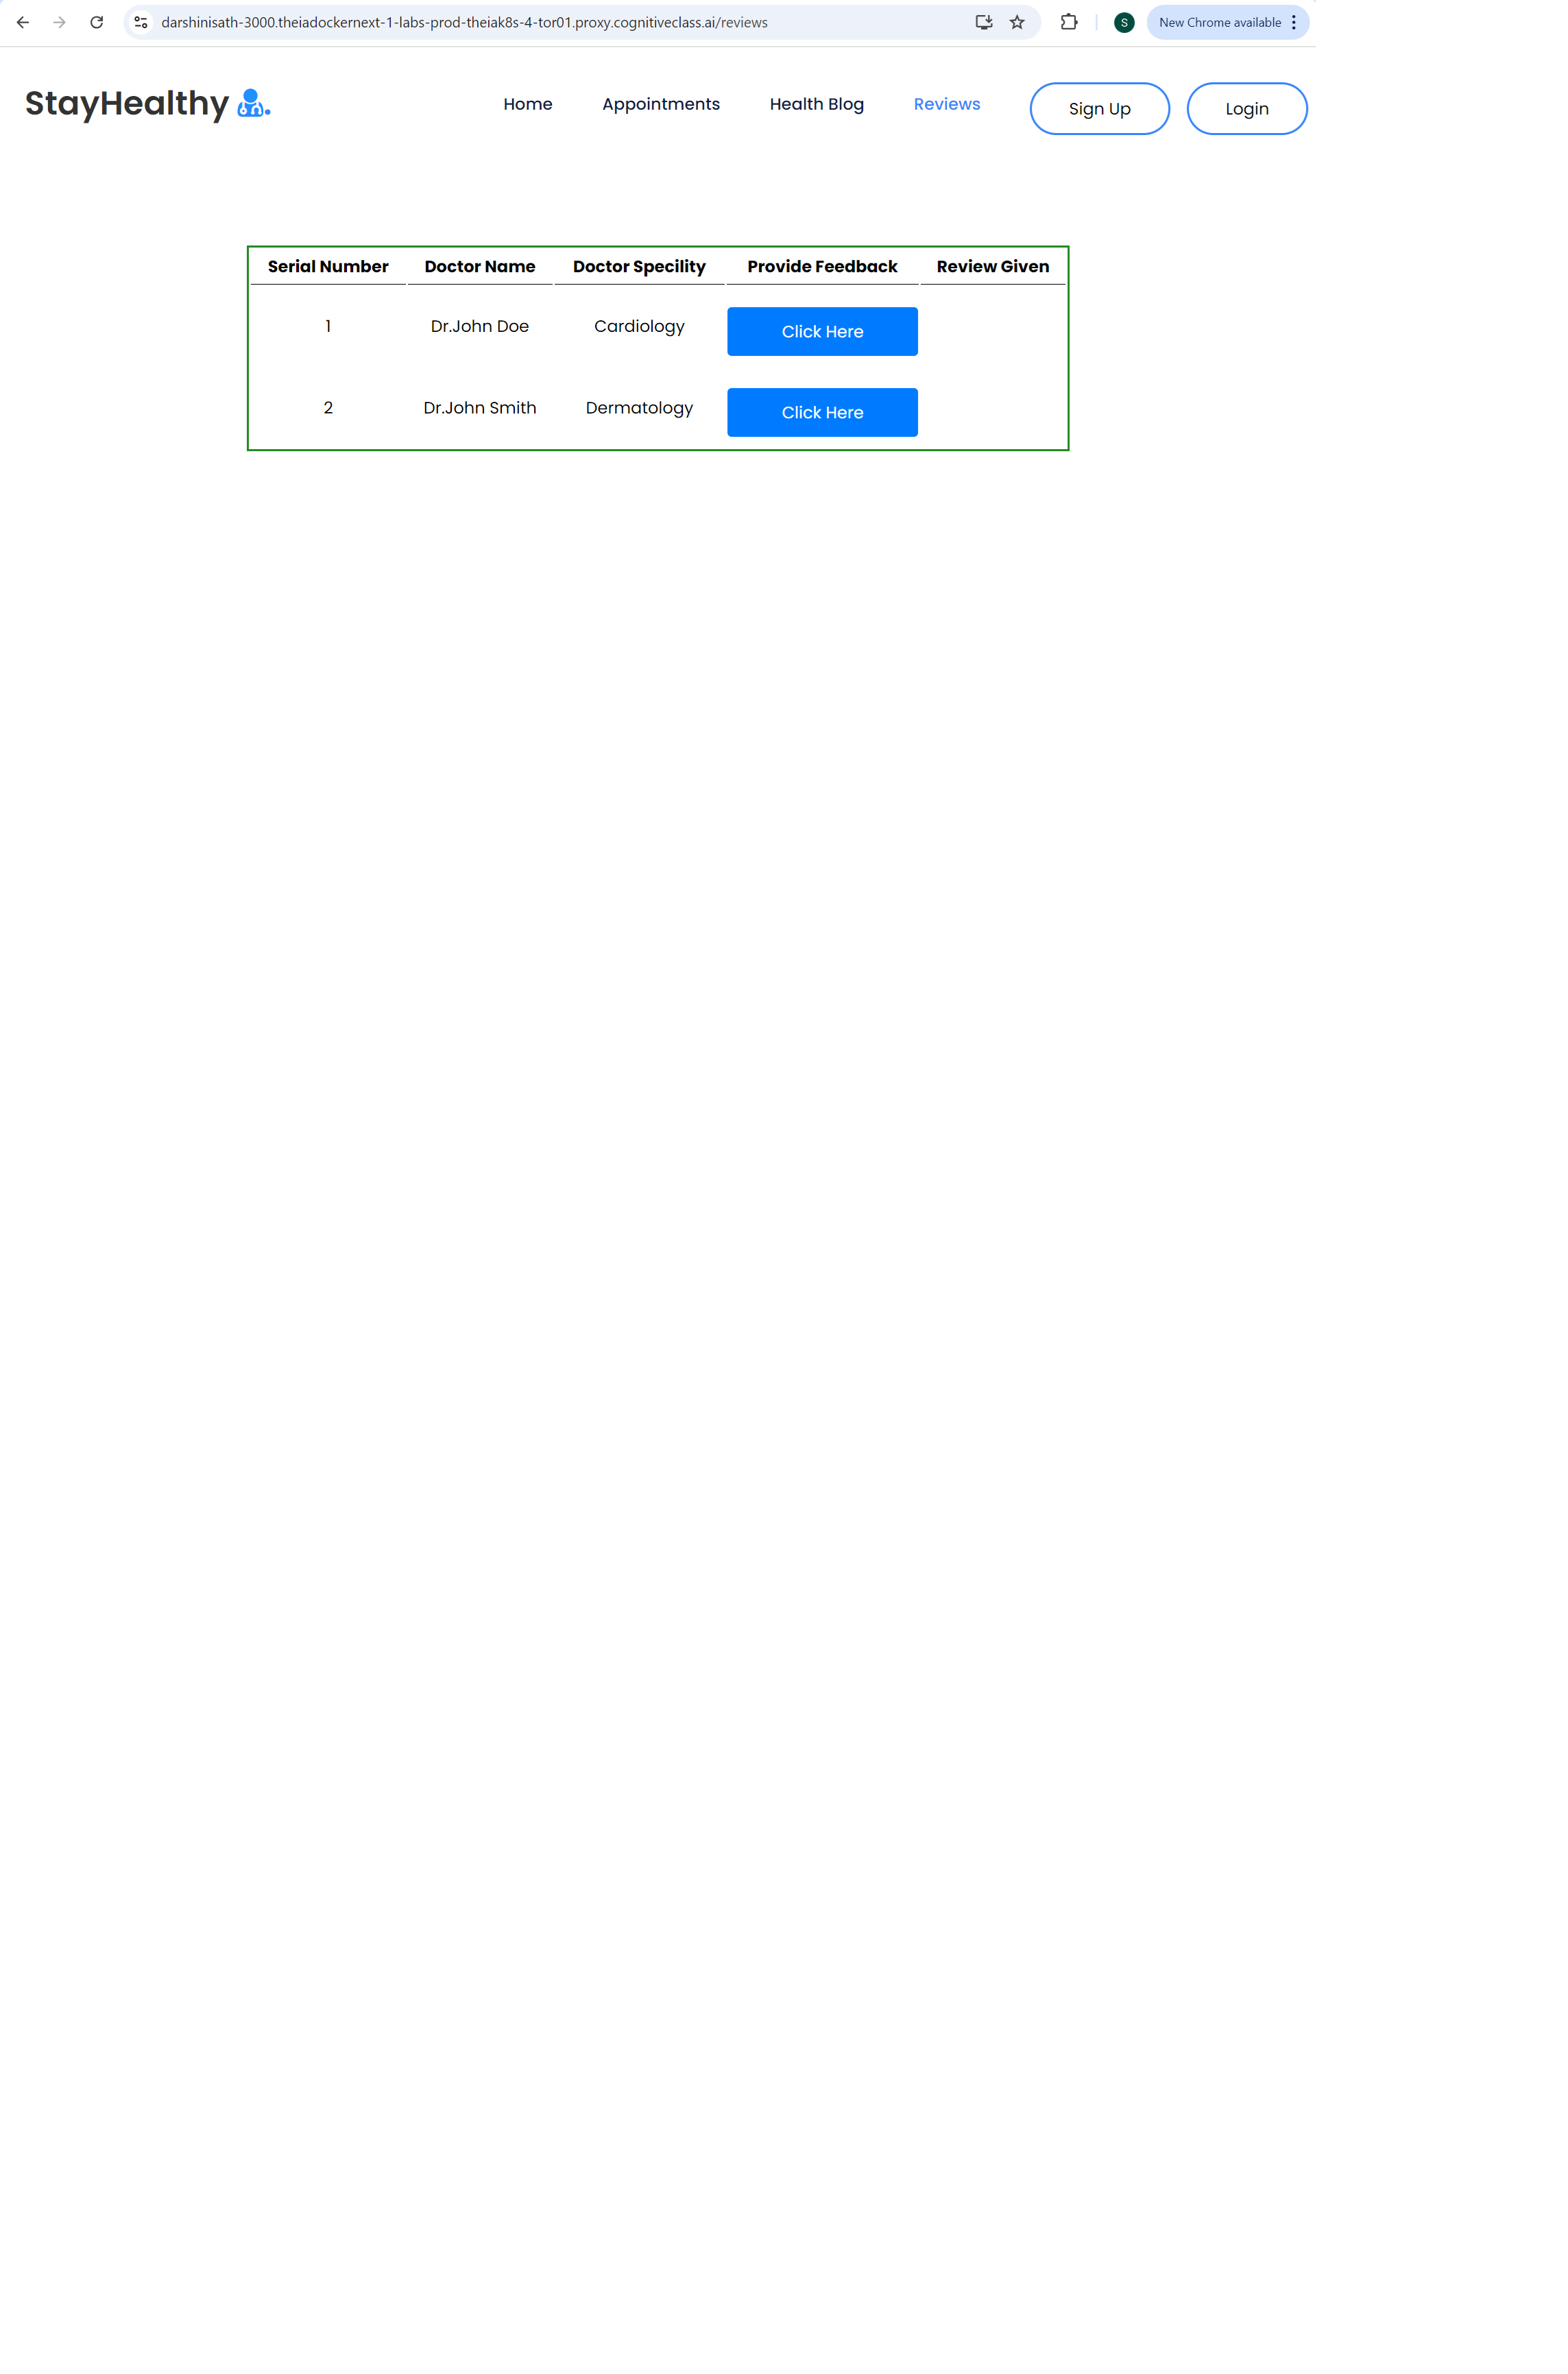 darshinisath-3000.theiadockernext-1-labs-prod-theiak8s-4-tor01.proxy.cognitiveclass.ai/reviews S New Chrome available
StayHealthy Home Appointments Health Blog Reviews Sign Up Login
Serial Number Doctor Name Doctor Specility Provide Feedback Review Given
1 Dr.John Doe Cardiology Click Here
2 Dr.John Smith Dermatology Click Here